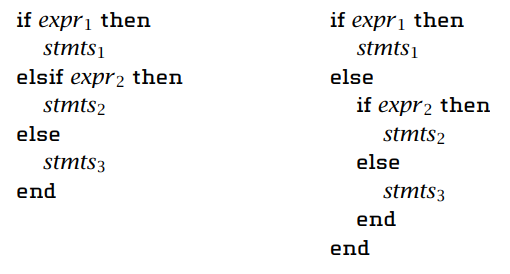 if expr₁ then
stmts₁
elsif expr₂ then
stmts₂
else
stmts₃
end
if expr₁ then
stmts₁
else
if expr₂ then
stmts₂
else
stmts₃
end
end